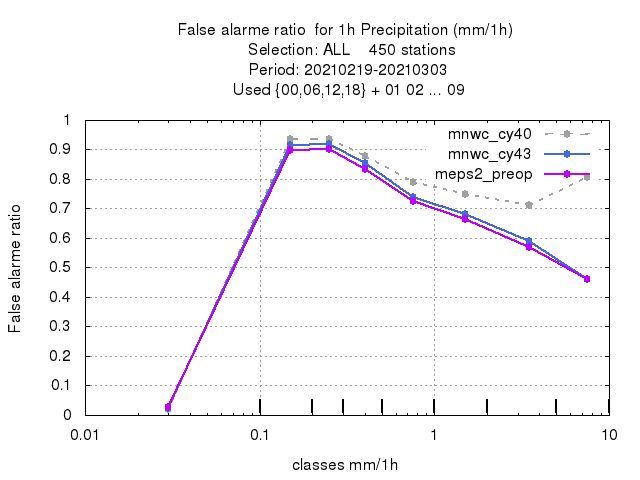 False alarme ratio  for 1h Precipitation (mm/1h)
Selection: ALL    450 stations
Period: 20210219-20210303
Used {00,06,12,18} + 01 02 ... 09
1
0.9
0.8
0.7
0.6
0.5
0.4
0.3
0.2
0.1
0
False alarme ratio
mnwc_cy40
mnwc_cy43
meps2_preop
0.01 0.1 1 10
classes mm/1h